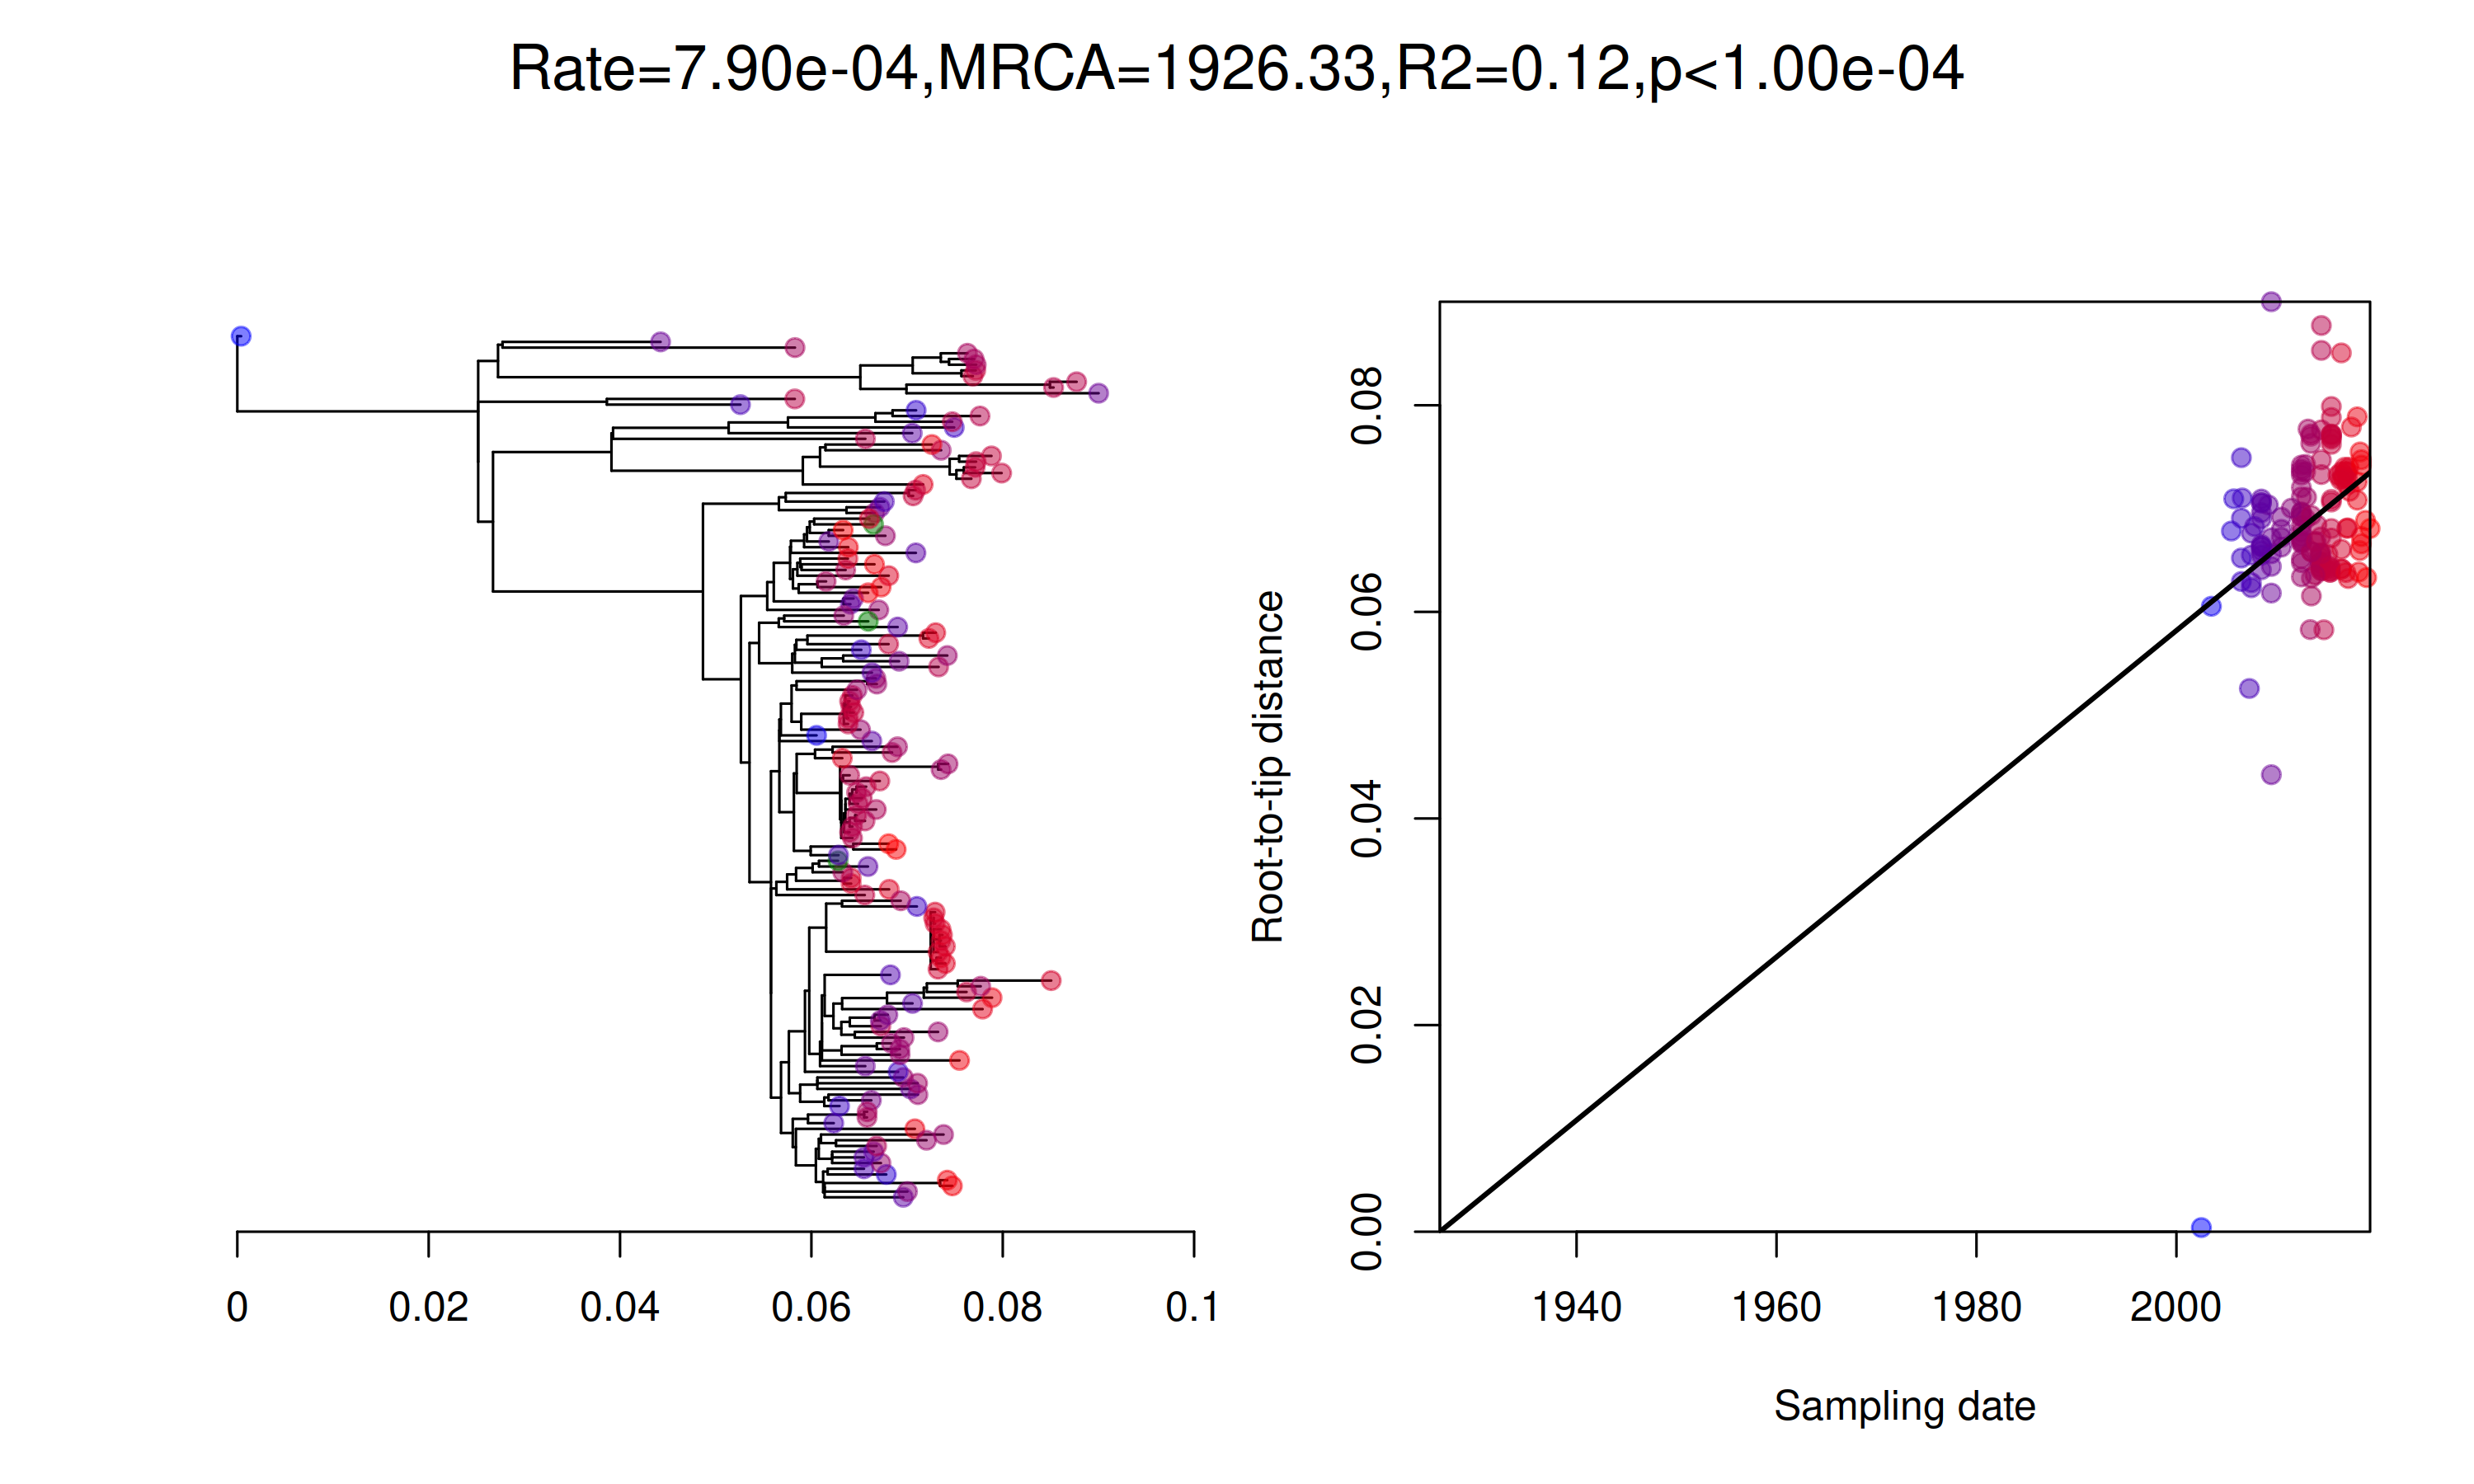 Rate=7.90e-04,MRCA=1926.33,R2=0.12,p<1.00e-04
0 0.02 0.04 0.06 0.08 0.1
Root-to-tip distance
0.00 0.02 0.04 0.06 0.08
1940 1960 1980 2000
Sampling date